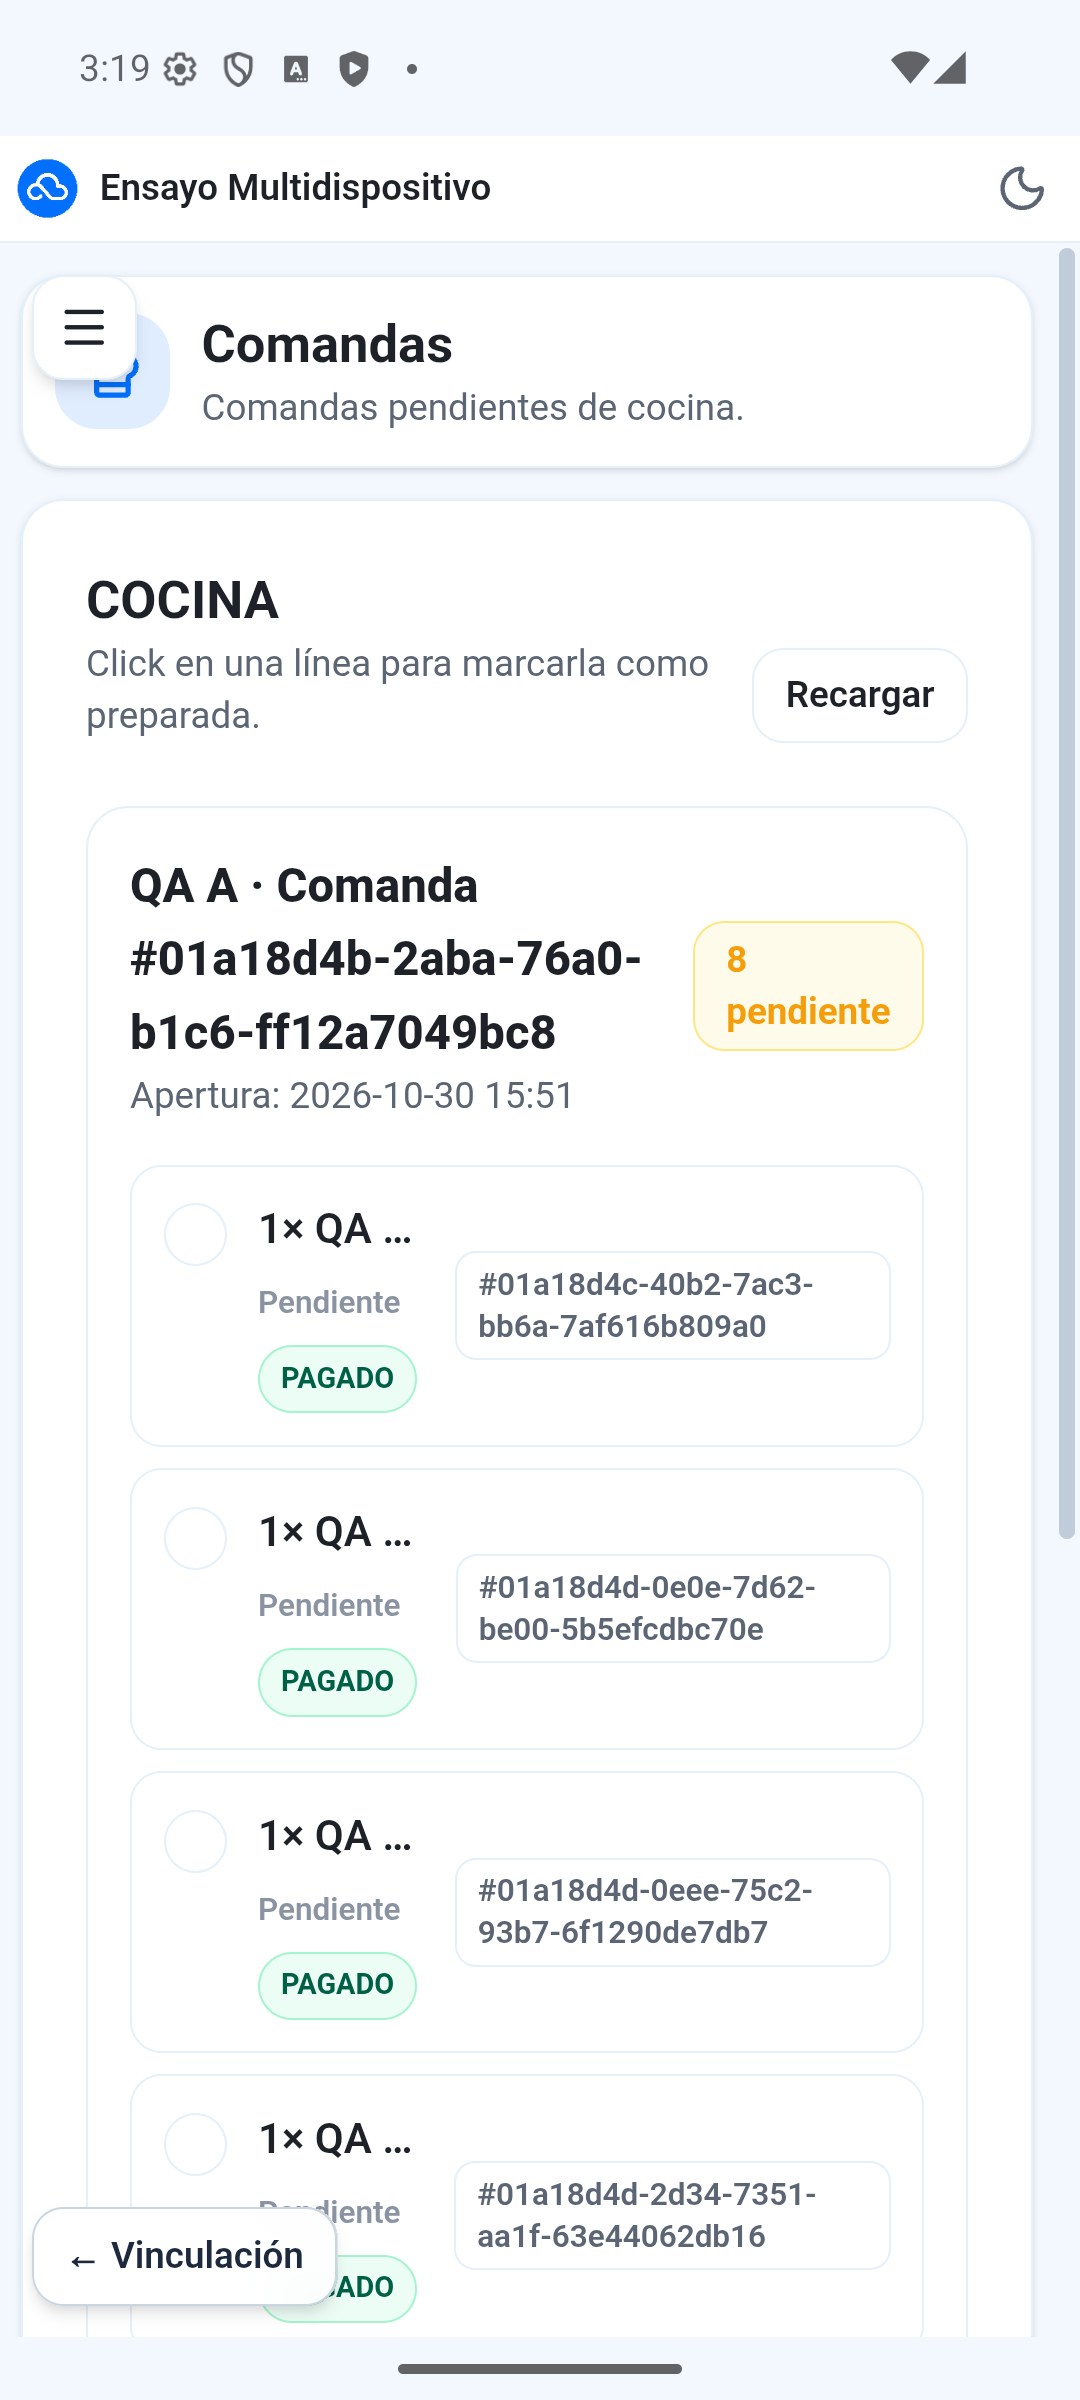 3:19
Ensayo Multidispositivo
Comandas
Comandas pendientes de cocina.
COCINA
Click en una línea para marcarla como
preparada.
Recargar
QA A · Comanda
#01a18d4b-2aba-76a0-
b1c6-ff12a7049bc8
8
pendiente
Apertura: 2026-10-30 15:51
1× QA ...
Pendiente
PAGADO
#01a18d4c-40b2-7ac3-
bb6a-7af616b809a0
1× QA ...
Pendiente
PAGADO
#01a18d4d-0e0e-7d62-
be00-5b5efcdbc70e
1× QA ...
Pendiente
PAGADO
#01a18d4d-0eee-75c2-
93b7-6f1290de7db7
1× QA ...
Pendiente
PAGADO
#01a18d4d-2d34-7351-
aa1f-63e44062db16
← Vinculación